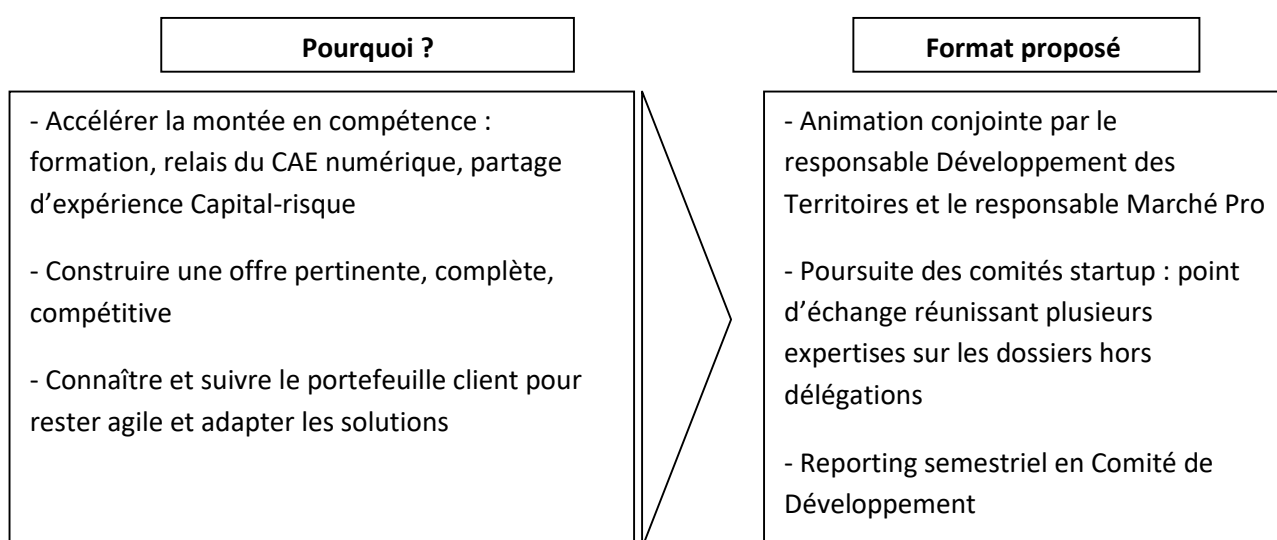 Pourquoi ?
- Accélérer la montée en compétence :
formation, relais du CAE numérique, partage
d’expérience Capital-risque
- Construire une offre pertinente, complète,
compétitive
- Connaître et suivre le portefeuille client pour
rester agile et adapter les solutions
Format proposé
- Animation conjointe par le
responsable Développement des
Territoires et le responsable Marché Pro
- Poursuite des comités startup : point
d’échange réunissant plusieurs
expertises sur les dossiers hors
délégations
- Reporting semestriel en Comité de
Développement